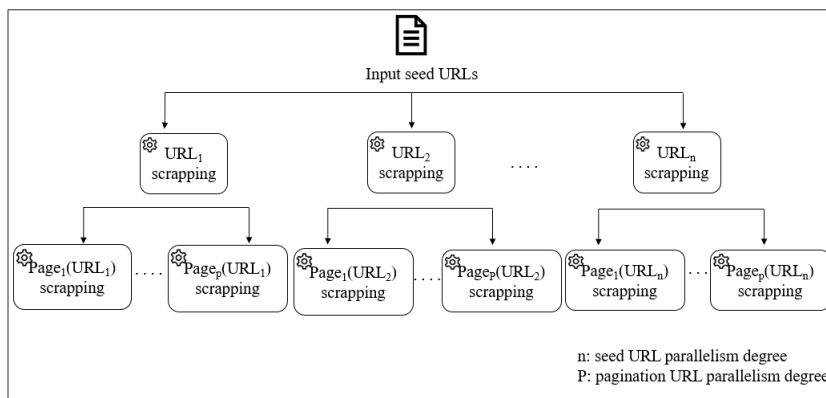 Input seed URLs
URL₁
scrapping
URL₂
scrapping
. . . .
URLₙ
scrapping
Page₁(URL₁)
scrapping
. . . .
Pageₚ(URL₁)
scrapping
Page₁(URL₂)
scrapping
. . . .
Pageₚ(URL₂)
scrapping
Page₁(URLₙ)
scrapping
. . .
Pageₚ(URLₙ)
scrapping
n: seed URL parallelism degree
P: pagination URL parallelism degree